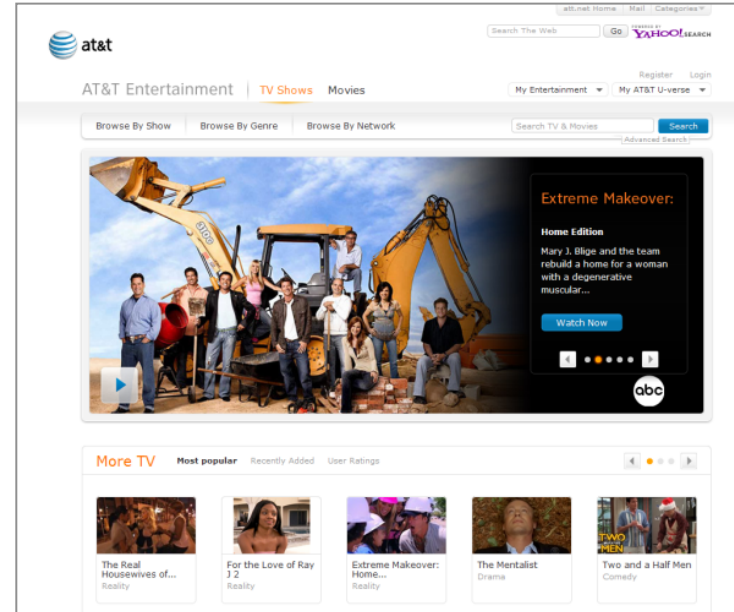 att.net Home | Mail | Categories
Search The Web Go POWERED BY YAHOO! SEARCH
at&t
Register Login
AT&T Entertainment TV Shows Movies My Entertainment My AT&T U-verse
Browse By Show Browse By Genre Browse By Network Search TV & Movies Search
Advanced Search
Extreme Makeover:
Home Edition
Mary J. Blige and the team
rebuild a home for a woman
with a degenerative
muscular...
Watch Now
abc
More TV Most popular Recently Added User Ratings
TWO
MEN
The Real
Housewives of...
Reality
For the Love of Ray
J 2
Reality
Extreme Makeover:
Home...
Reality
The Mentalist
Drama
Two and a Half Men
Comedy